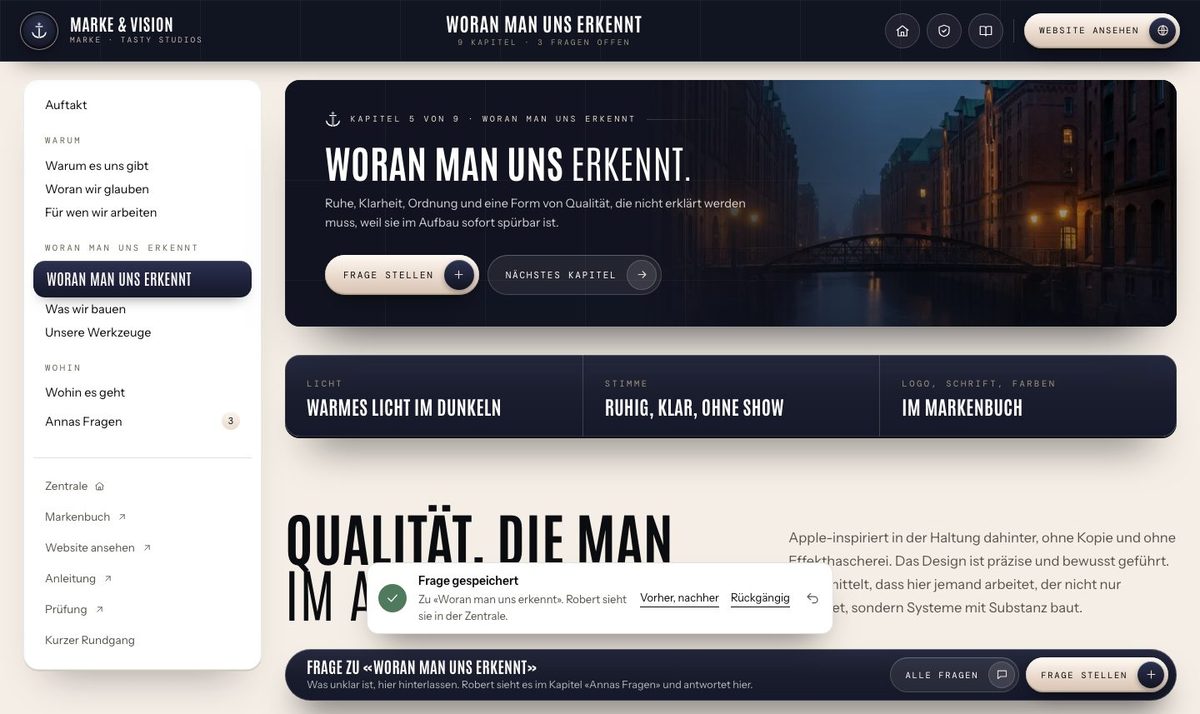 MARKE & VISION
MARKE · TASTY STUDIOS
WORAN MAN UNS ERKENNT
9 KAPITEL · 3 FRAGEN OFFEN
WEBSITE ANSEHEN
Auftakt
WARUM
Warum es uns gibt
Woran wir glauben
Für wen wir arbeiten
WORAN MAN UNS ERKENNT
WORAN MAN UNS ERKENNT
Was wir bauen
Unsere Werkzeuge
WOHIN
Wohin es geht
Annas Fragen 3
Zentrale
Markenbuch
Website ansehen
Anleitung
Prüfung
Kurzer Rundgang
KAPITEL 5 VON 9 · WORAN MAN UNS ERKENNT
WORAN MAN UNS ERKENNT.
Ruhe, Klarheit, Ordnung und eine Form von Qualität, die nicht erklärt werden
muss, weil sie im Aufbau sofort spürbar ist.
FRAGE STELLEN
NÄCHSTES KAPITEL
LICHT
WARMES LICHT IM DUNKELN
STIMME
RUHIG, KLAR, OHNE SHOW
LOGO, SCHRIFT, FARBEN
IM MARKENBUCH
QUALITÄT, DIE MAN
IM A
Apple-inspiriert in der Haltung dahinter, ohne Kopie und ohne
Effekthascherei. Das Design ist präzise und bewusst geführt.
mittelt, dass hier jemand arbeitet, der nicht nur
et, sondern Systeme mit Substanz baut.
Frage gespeichert
Zu «Woran man uns erkennt». Robert sieht
sie in der Zentrale.
Vorher, nachher
Rückgängig
FRAGE ZU «WORAN MAN UNS ERKENNT»
Was unklar ist, hier hinterlassen. Robert sieht es im Kapitel «Annas Fragen» und antwortet hier.
ALLE FRAGEN
FRAGE STELLEN